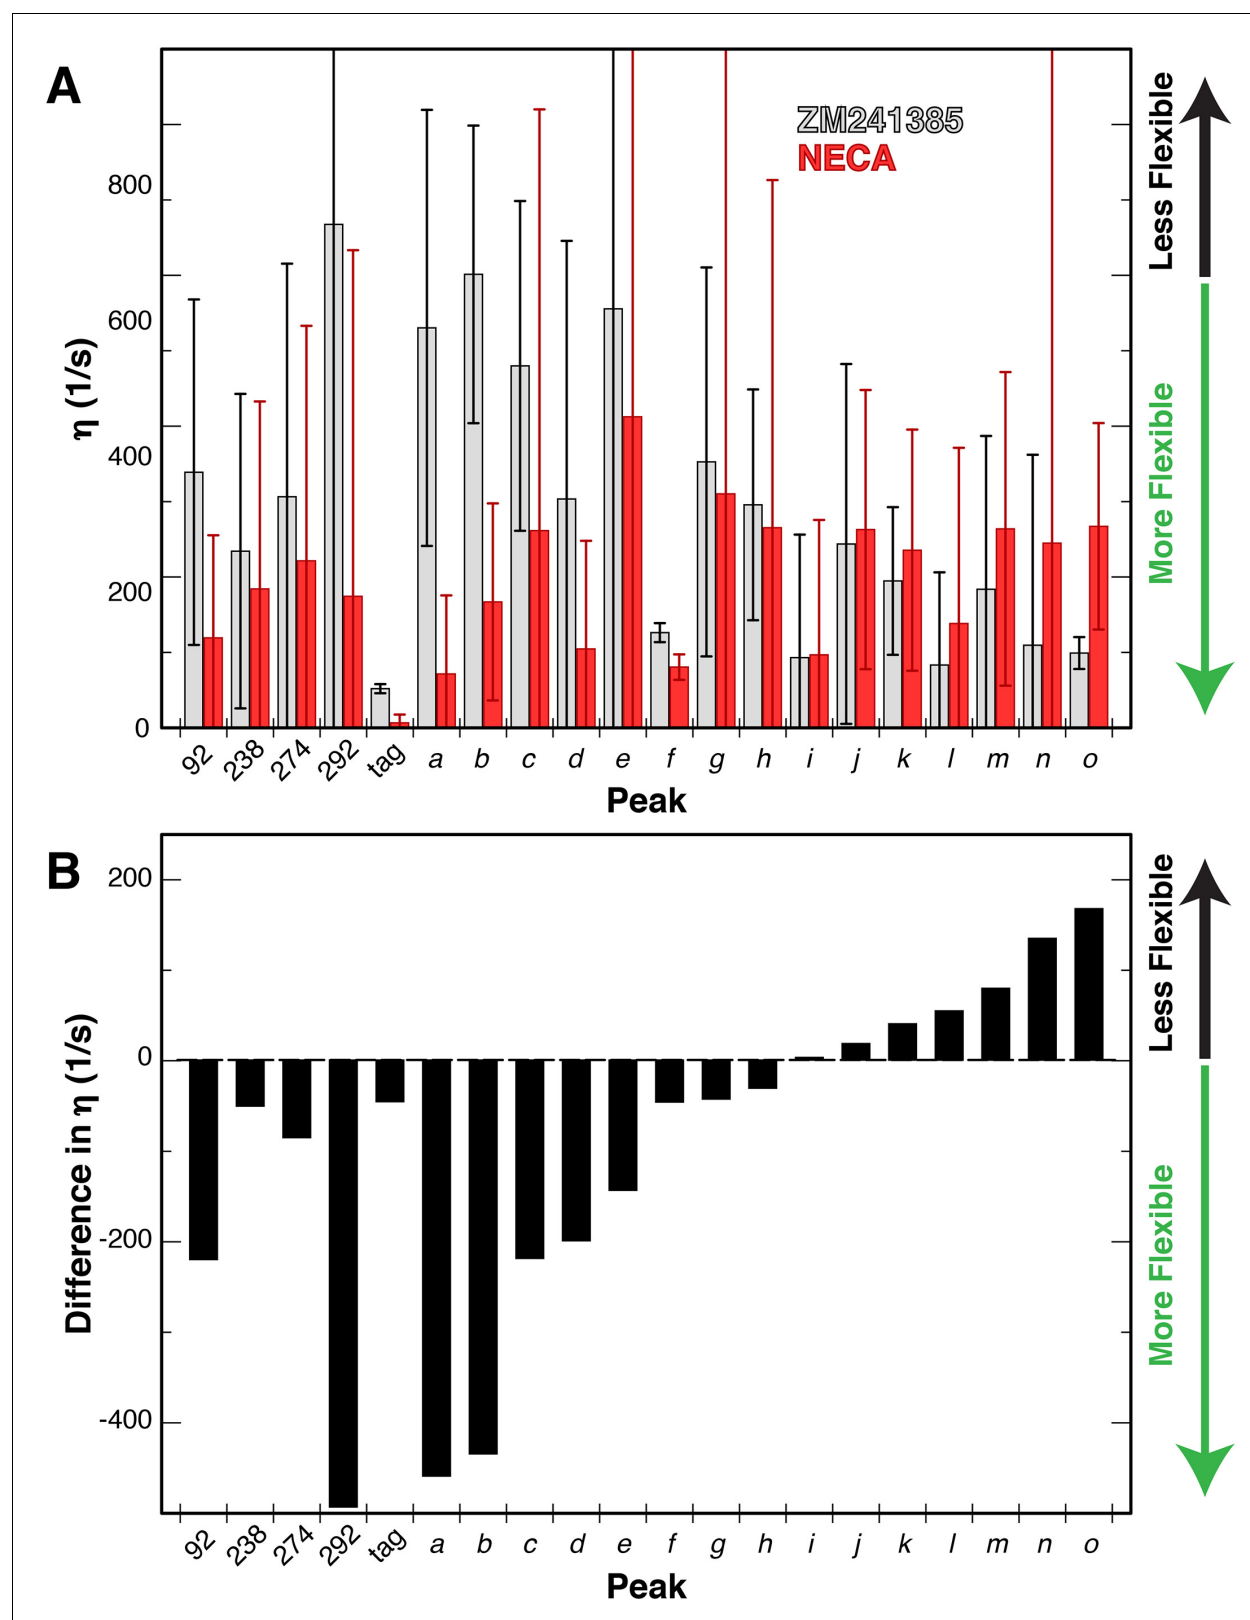 A
ZM241385
NECA
Less Flexible
More Flexible
η (1/s)
800
600
400
200
0
92 238 274 292 tag a b c d e f g h i j k l m n o
Peak
B
Less Flexible
More Flexible
Difference in η (1/s)
200
0
-200
-400
92 238 274 292 tag a b c d e f g h i j k l m n o
Peak